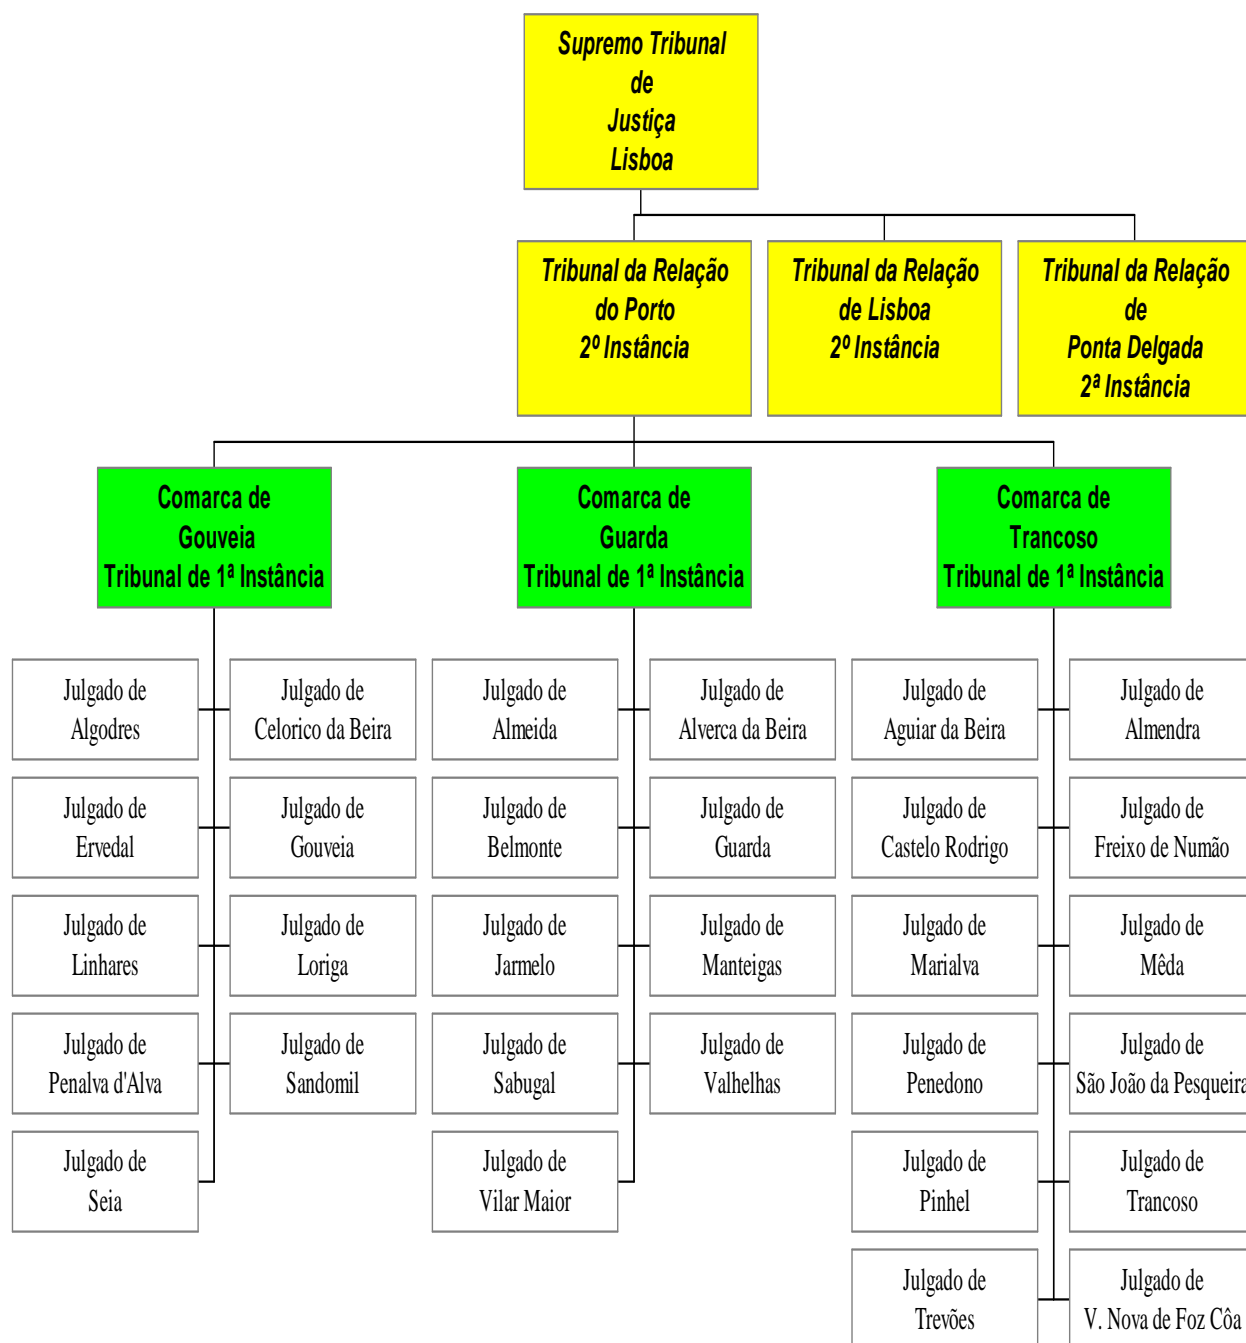 Supremo Tribunal
de
Justiça
Lisboa
Tribunal da Relação
do Porto
2º Instância
Tribunal da Relação
de Lisboa
2º Instância
Tribunal da Relação
de
Ponta Delgada
2ª Instância
Comarca de
Gouveia
Tribunal de 1ª Instância
Comarca de
Guarda
Tribunal de 1ª Instância
Comarca de
Trancoso
Tribunal de 1ª Instância
Julgado de
Algodres
Julgado de
Celorico da Beira
Julgado de
Almeida
Julgado de
Alverca da Beira
Julgado de
Aguiar da Beira
Julgado de
Almendra
Julgado de
Ervedal
Julgado de
Gouveia
Julgado de
Belmonte
Julgado de
Guarda
Julgado de
Castelo Rodrigo
Julgado de
Freixo de Numão
Julgado de
Linhares
Julgado de
Loriga
Julgado de
Jarmelo
Julgado de
Manteigas
Julgado de
Marialva
Julgado de
Mêda
Julgado de
Penalva d'Alva
Julgado de
Sandomil
Julgado de
Sabugal
Julgado de
Valhelhas
Julgado de
Penedono
Julgado de
São João da Pesqueira
Julgado de
Seia
Julgado de
Vilar Maior
Julgado de
Pinhel
Julgado de
Trancoso
Julgado de
Trevões
Julgado de
V. Nova de Foz Côa